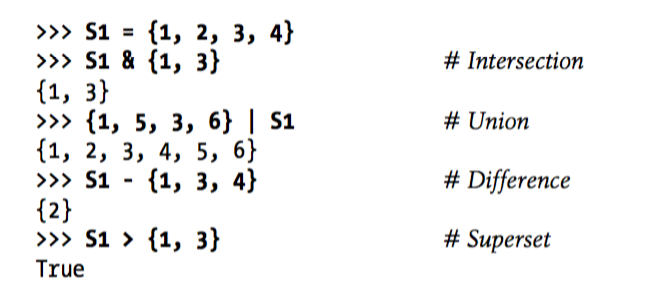 >>> S1 = {1, 2, 3, 4}
>>> S1 & {1, 3} # Intersection
{1, 3}
>>> {1, 5, 3, 6} | S1 # Union
{1, 2, 3, 4, 5, 6}
>>> S1 - {1, 3, 4} # Difference
{2}
>>> S1 > {1, 3} # Superset
True